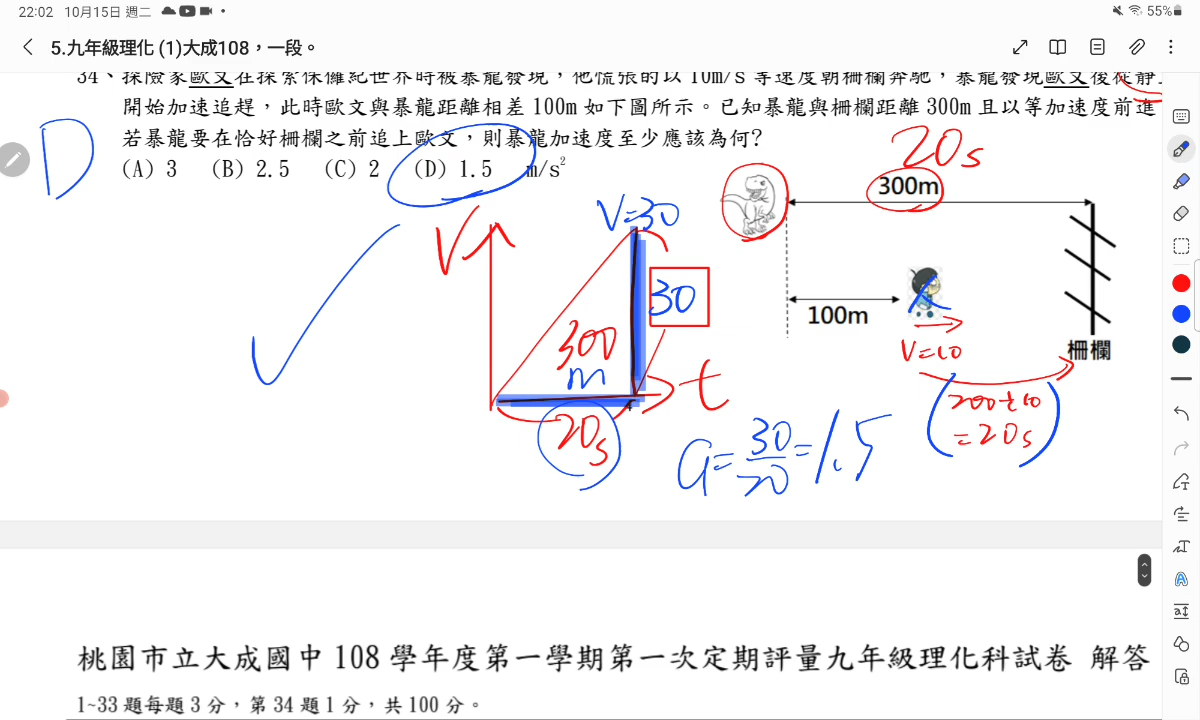 22:02 10月15日 週二 55%
5.九年級理化 (1)大成108，一段。
34、探險家歐文在探索侏儸紀世界時被暴龍發現，他慌張的以 10m/s 等速度朝柵欄奔馳，暴龍發現歐文後從靜止
開始加速追趕，此時歐文與暴龍距離相差 100m 如下圖所示。已知暴龍與柵欄距離 300m 且以等加速度前進
若暴龍要在恰好柵欄之前追上歐文，則暴龍加速度至少應該為何？
D
(A) 3 (B) 2.5 (C) 2 (D) 1.5 m/s²
20s
300m
V
V=30
30
300
m
t
20s
100m
V=10
柵欄
200÷10
=20s
a=30/20=1.5
桃園市立大成國中 108 學年度第一學期第一次定期評量九年級理化科試卷 解答
1~33 題每題 3 分，第 34 題 1 分，共 100 分。